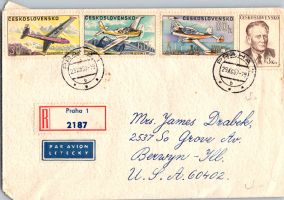 ČESKOSLOVENSKO
ČESKOSLOVENSKO
ČESKOSLOVENSKO
ČESKOSLOVENSKO
R
Praha 1
2187
PAR AVION
LETECKY
Mrs. James Drabek,
2537 So Grove Av.
Berwyn - Ill.
U.S.A. 60402.